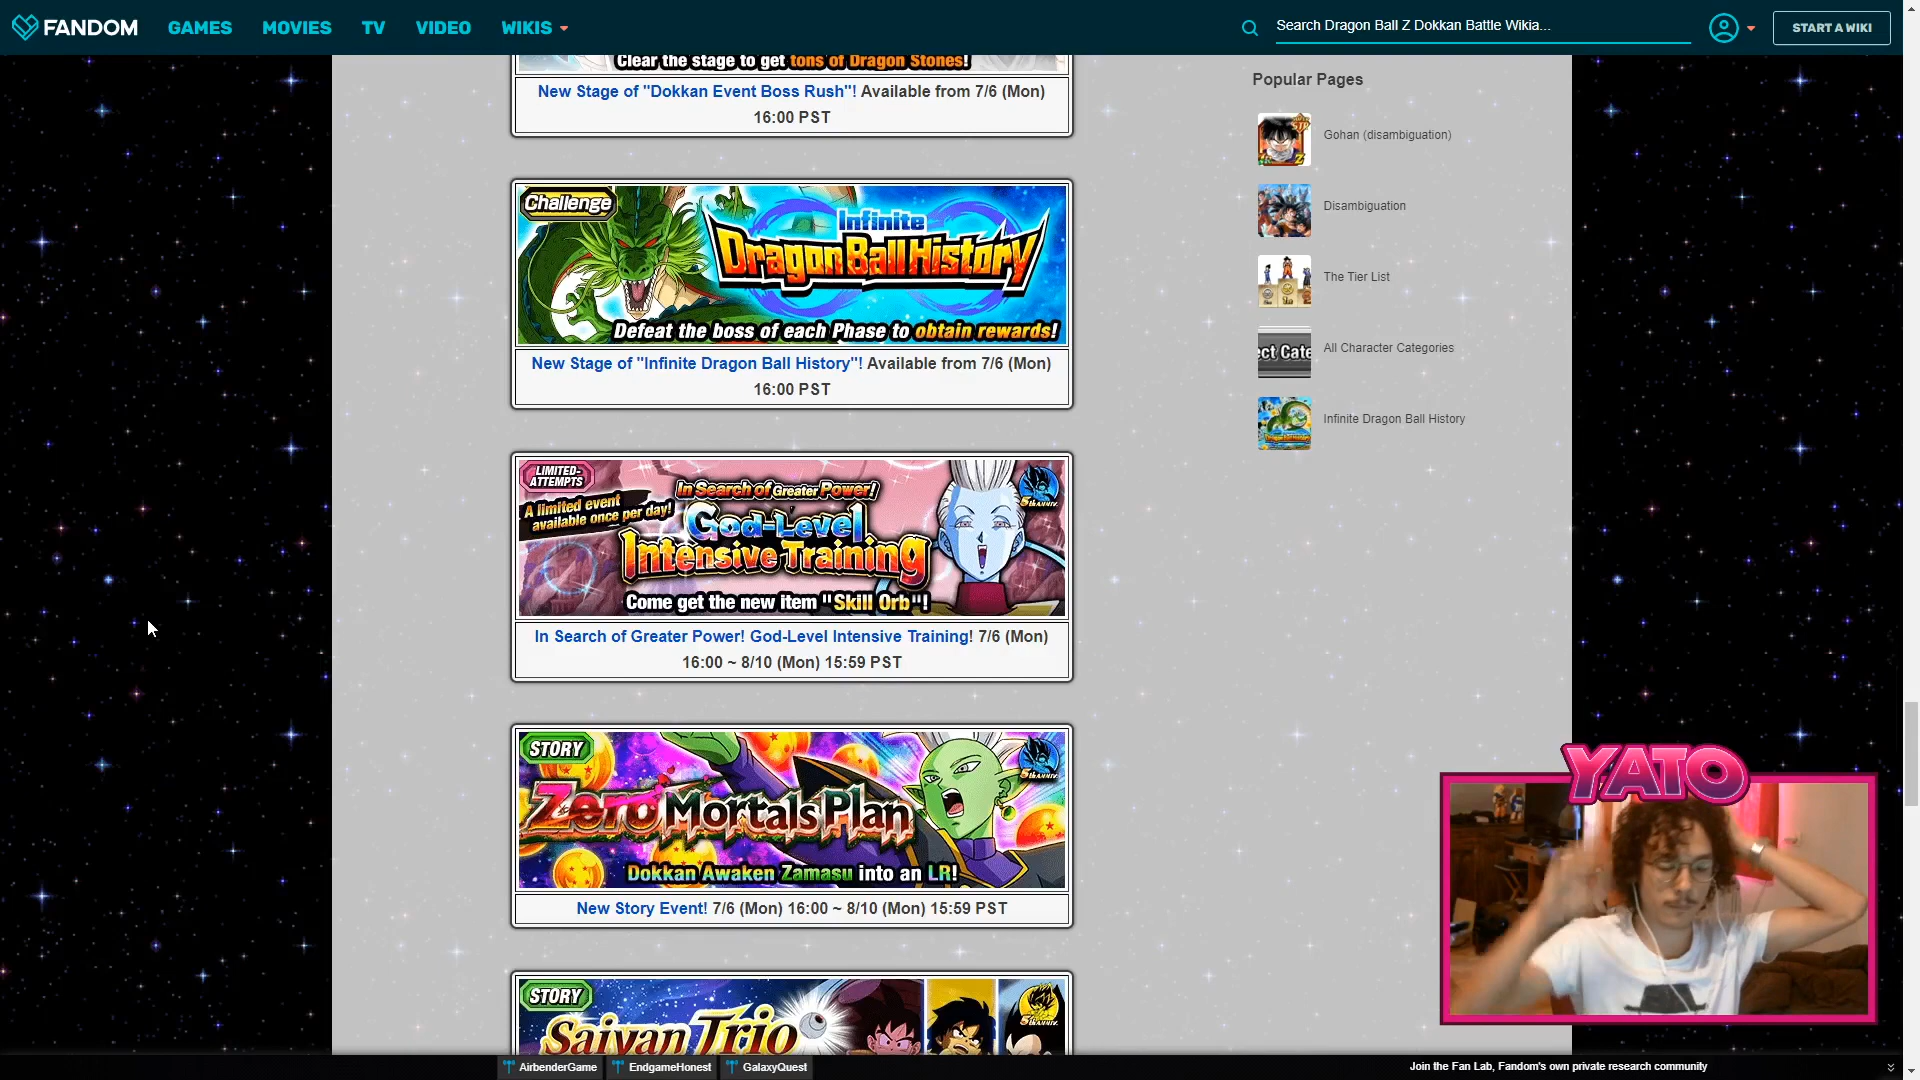 FANDOM GAMES MOVIES TV VIDEO WIKIS Search Dragon Ball Z Dokkan Battle Wikia... START A WIKI
Clear the stage to get tons of Dragon Stones!
New Stage of "Dokkan Event Boss Rush"! Available from 7/6 (Mon)
16:00 PST
Challenge
Infinite
Dragon Ball History
Defeat the boss of each Phase to obtain rewards!
New Stage of "Infinite Dragon Ball History"! Available from 7/6 (Mon)
16:00 PST
LIMITED-
ATTEMPTS
A limited event
available once per day!
In Search of Greater Power!
God-Level
Intensive Training
5th ANNIV.
Come get the new item "Skill Orb"!
In Search of Greater Power! God-Level Intensive Training! 7/6 (Mon)
16:00 ~ 8/10 (Mon) 15:59 PST
STORY
5th ANNIV.
Zero Mortals Plan
Dokkan Awaken Zamasu into an LR!
New Story Event! 7/6 (Mon) 16:00 ~ 8/10 (Mon) 15:59 PST
STORY
5th ANNIV.
Saiyan Trio
Popular Pages
Gohan (disambiguation)
Disambiguation
The Tier List
ect Cate
All Character Categories
Infinite Dragon Ball History
YATO
AirbenderGame EndgameHonest GalaxyQuest
Join the Fan Lab, Fandom's own private research community